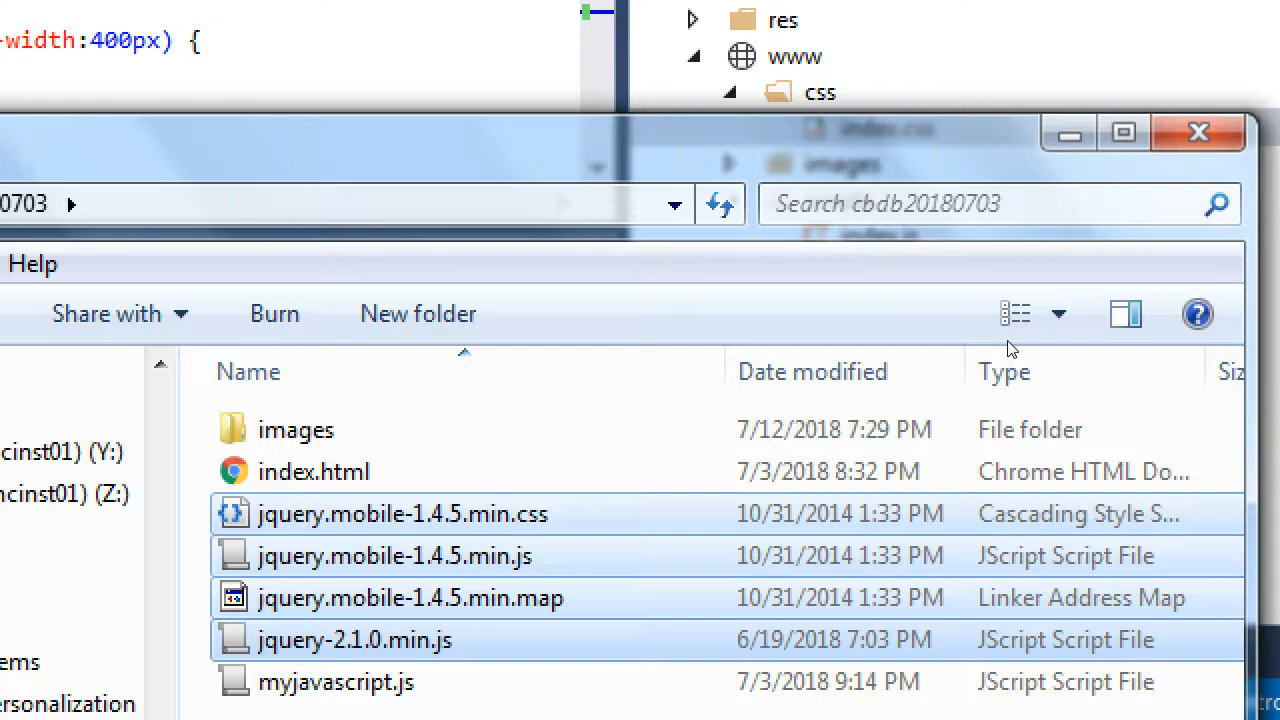 -width:400px) {
res
www
css
index.css
images
0703
Search cbdb20180703
Help
Share with
Burn
New folder
Name
Date modified
Type
Siz
cinst01) (Y:)
ncinst01) (Z:)
ems
ersonalization
images
7/12/2018 7:29 PM
File folder
index.html
7/3/2018 8:32 PM
Chrome HTML Do...
jquery.mobile-1.4.5.min.css
10/31/2014 1:33 PM
Cascading Style S...
jquery.mobile-1.4.5.min.js
10/31/2014 1:33 PM
JScript Script File
jquery.mobile-1.4.5.min.map
10/31/2014 1:33 PM
Linker Address Map
jquery-2.1.0.min.js
6/19/2018 7:03 PM
JScript Script File
myjavascript.js
7/3/2018 9:14 PM
JScript Script File